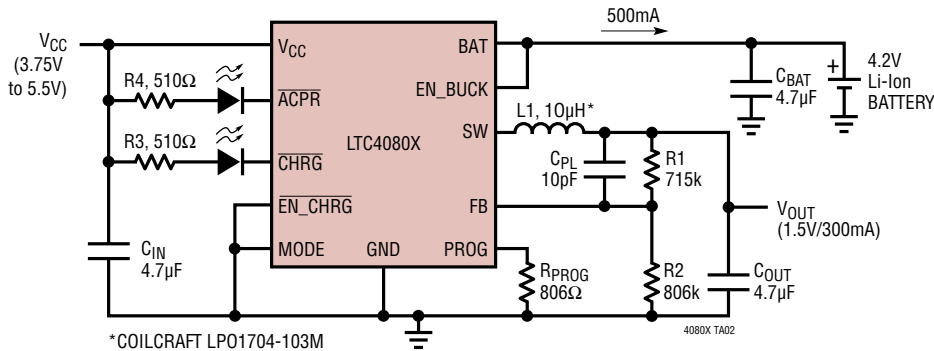 500mA
VCC
(3.75V
to 5.5V)
R4, 510Ω
R3, 510Ω
CIN
4.7µF
VCC
ACPR
CHRG
EN_CHRG
MODE
GND
LTC4080X
BAT
EN_BUCK
SW
FB
PROG
L1, 10µH*
CPL
10pF
R1
715k
RPROG
806Ω
R2
806k
CBAT
4.7µF
+
4.2V
Li-Ion
BATTERY
VOUT
(1.5V/300mA)
COUT
4.7µF
4080X TA02
*COILCRAFT LPO1704-103M